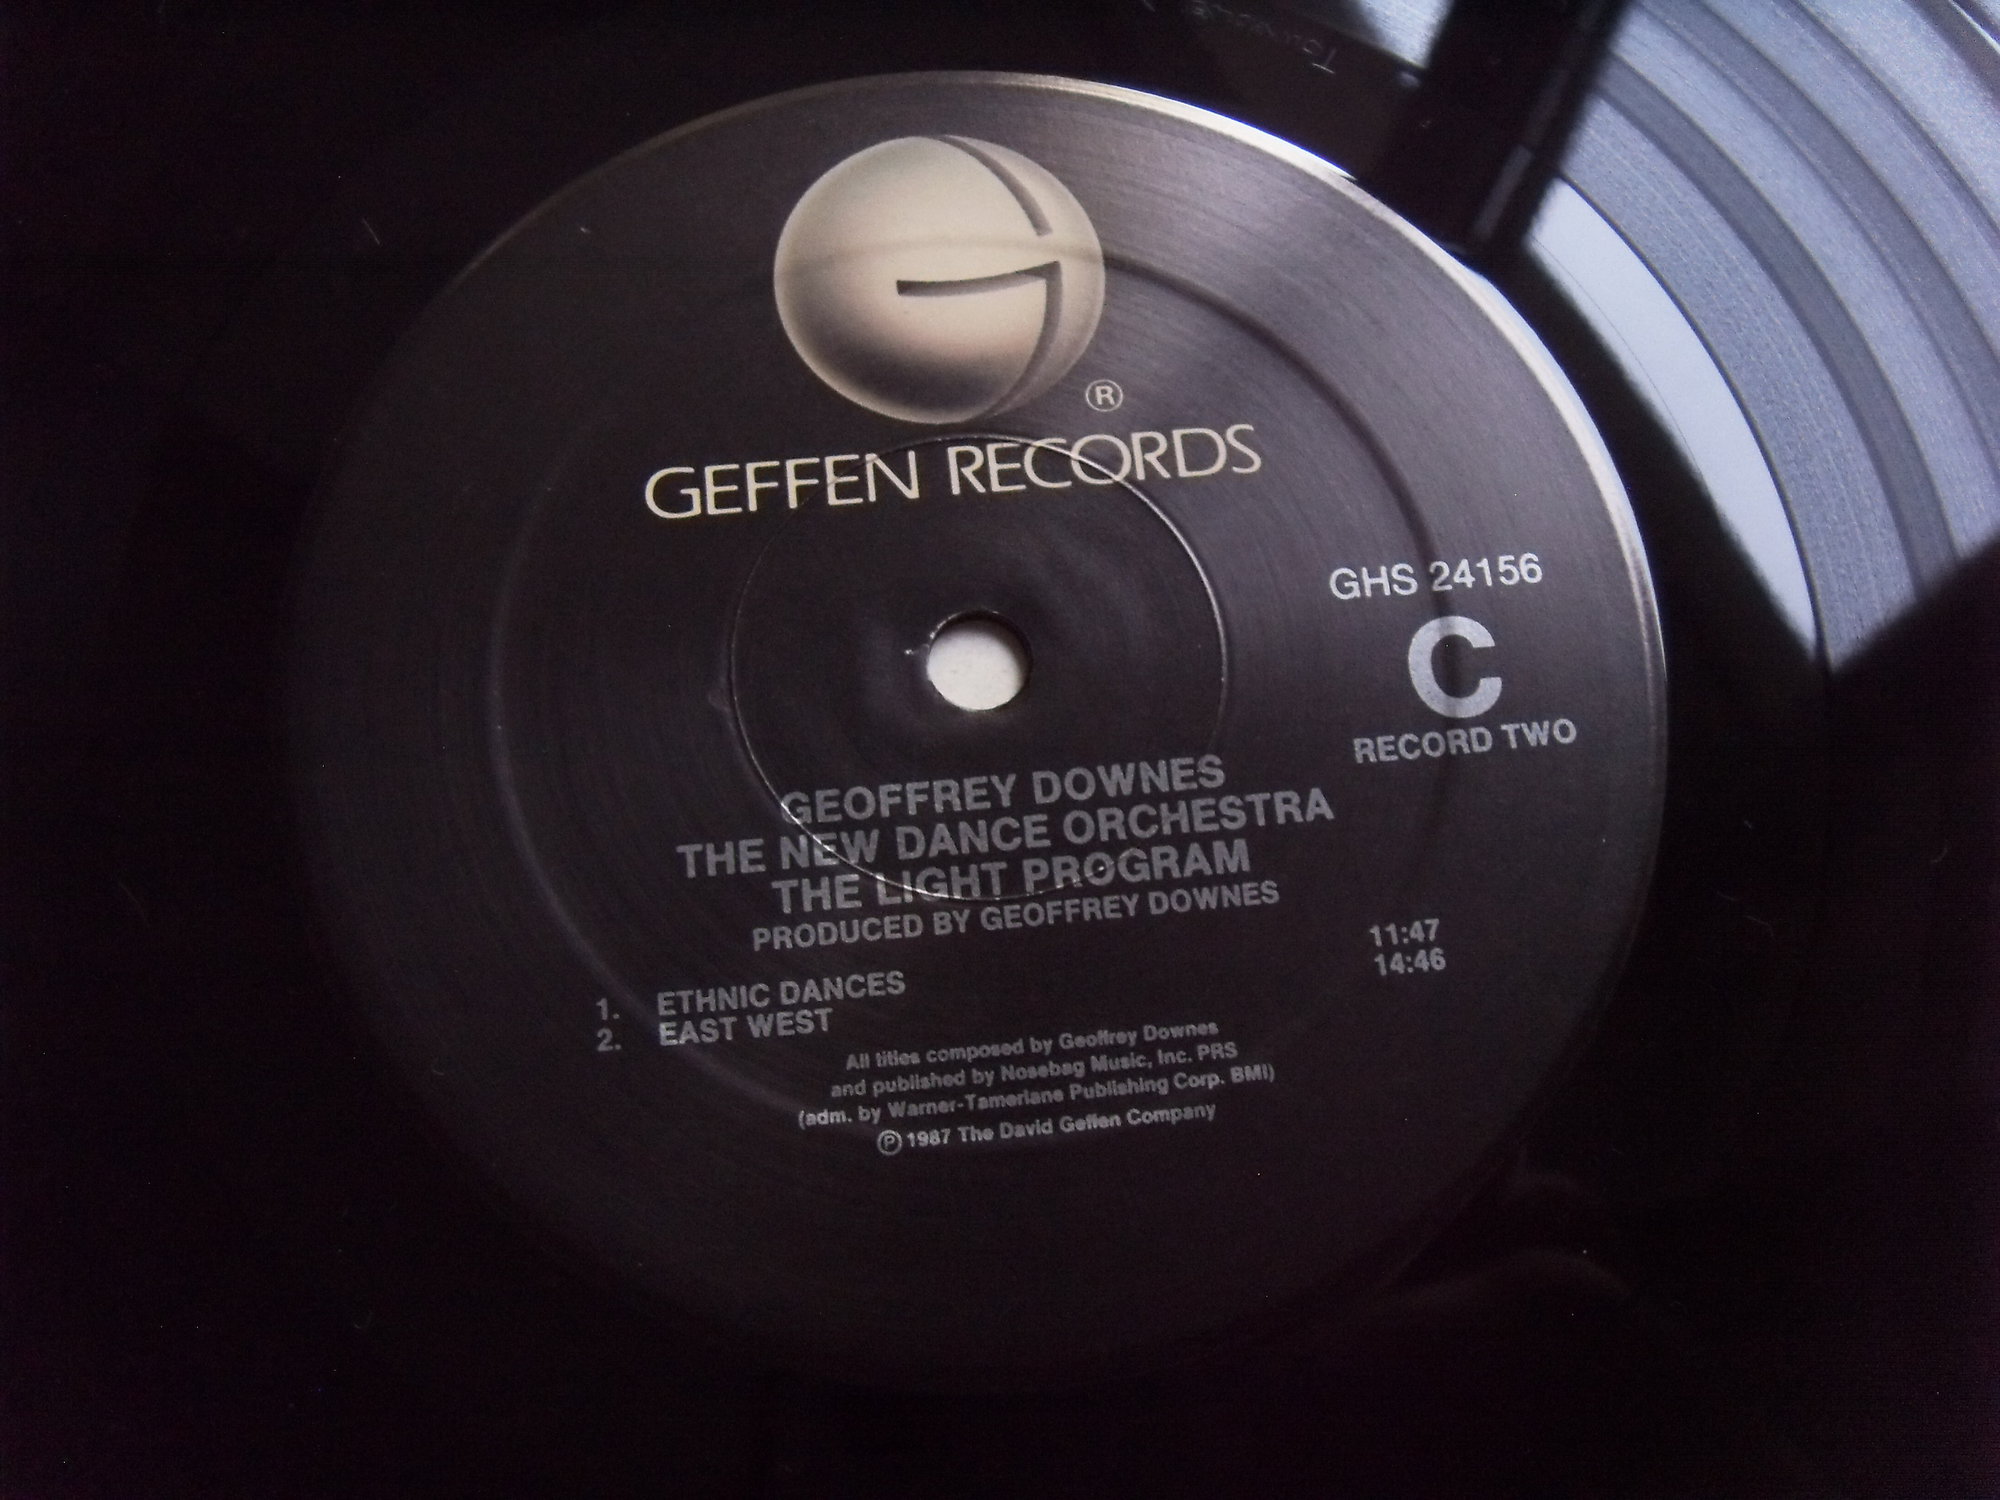 ®
GEFFEN RECORDS
GHS 24156
C
RECORD TWO
GEOFFREY DOWNES
THE NEW DANCE ORCHESTRA
THE LIGHT PROGRAM
PRODUCED BY GEOFFREY DOWNES
1. ETHNIC DANCES 11:47
2. EAST WEST 14:46
All titles composed by Geoffrey Downes
and published by Nosebag Music, Inc. PRS
(adm. by Warner-Tamerlane Publishing Corp. BMI)
℗ 1987 The David Geffen Company